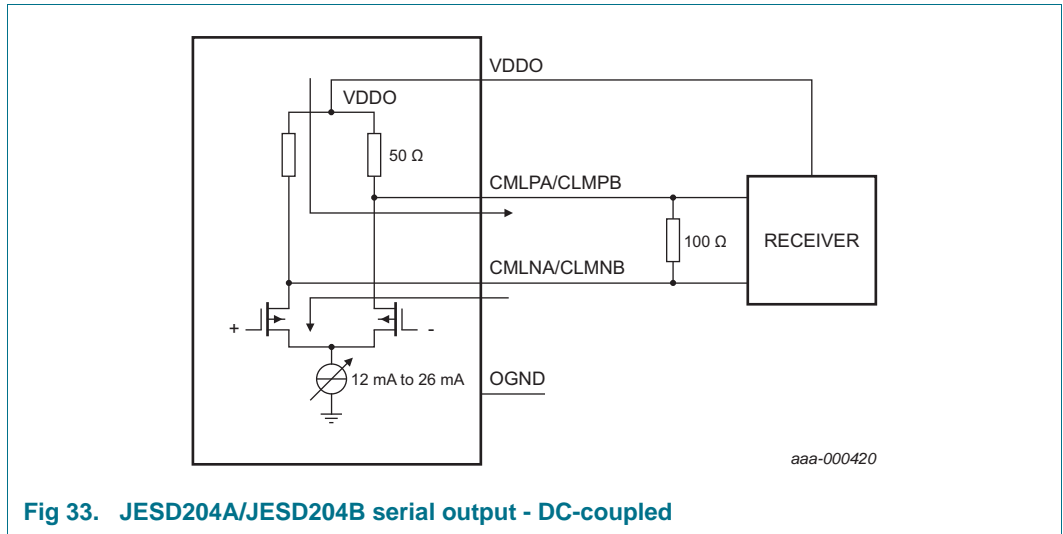 VDDO
VDDO
50 Ω
CMLPA/CLMPB
100 Ω
RECEIVER
CMLNA/CLMNB
+
-
12 mA to 26 mA
OGND
aaa-000420
Fig 33. JESD204A/JESD204B serial output - DC-coupled